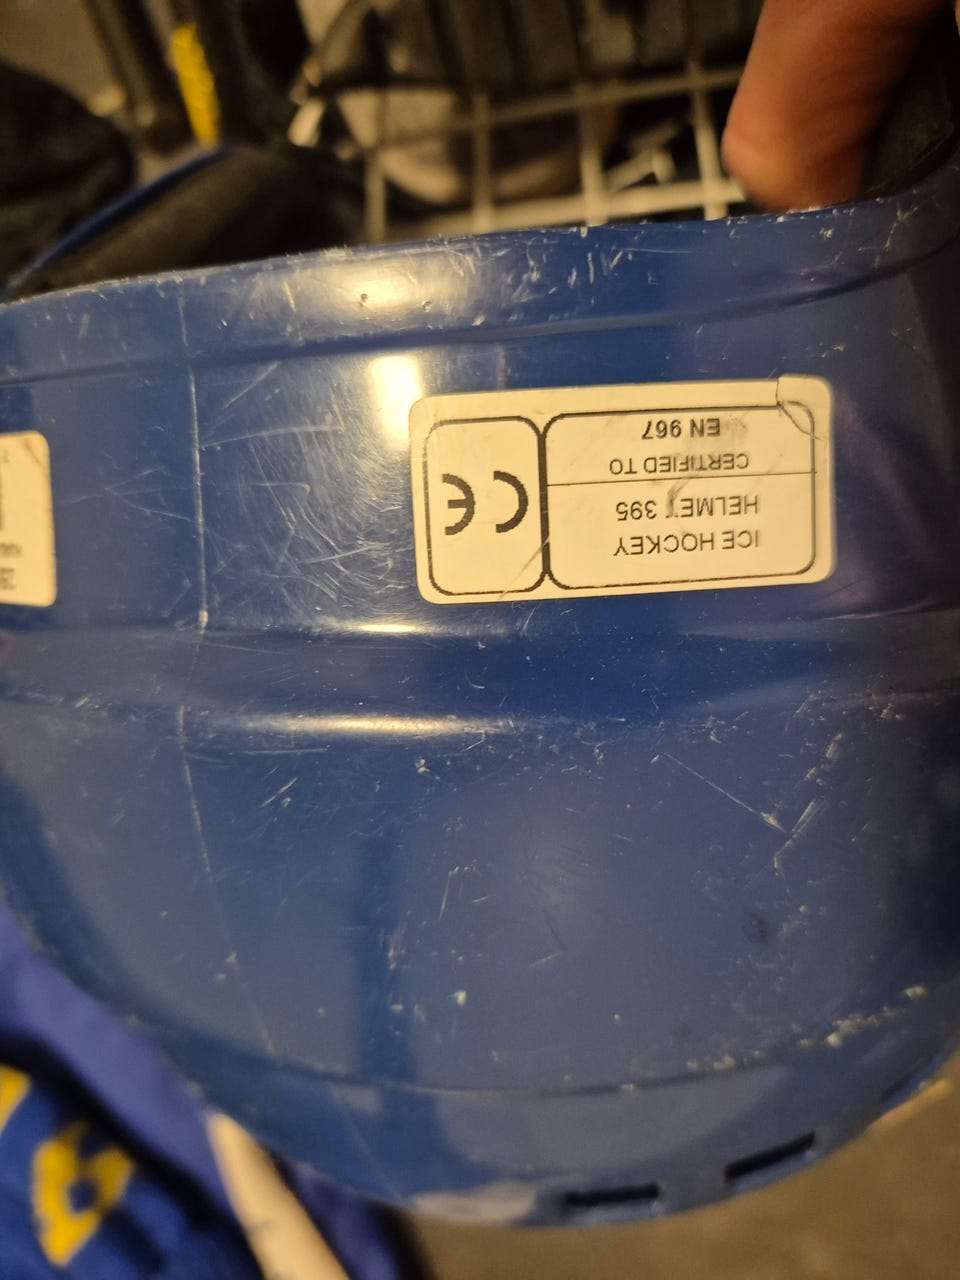 ICE HOCKEY
HELMET 395
CERTIFIED TO
EN 967
CE